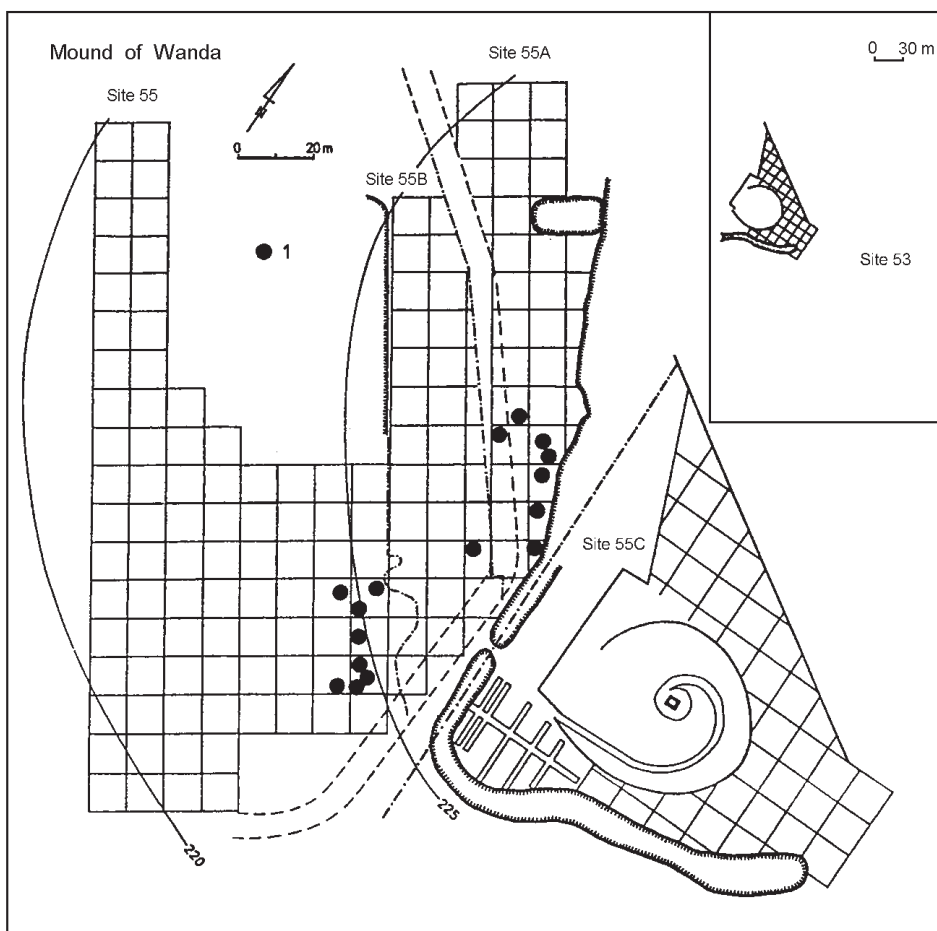 Mound of Wanda
Site 55A
Site 55
N
0 20 m
Site 55B
1
0 30 m
Site 53
Site 55C
225
220